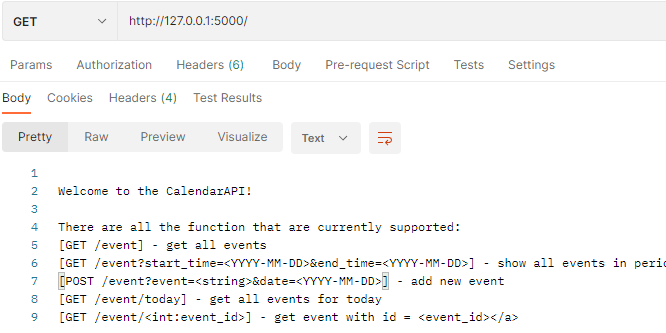 GET http://127.0.0.1:5000/
Params Authorization Headers (6) Body Pre-request Script Tests Settings
Body Cookies Headers (4) Test Results
Pretty Raw Preview Visualize Text
1
2 Welcome to the CalendarAPI!
3
4 There are all the function that are currently supported:
5 [GET /event] - get all events
6 [GET /event?start_time=<YYYY-MM-DD>&end_time=<YYYY-MM-DD>] - show all events in perio
7 [POST /event?event=<string>&date=<YYYY-MM-DD>] - add new event
8 [GET /event/today] - get all events for today
9 [GET /event/<int:event_id>] - get event with id = <event_id></a>